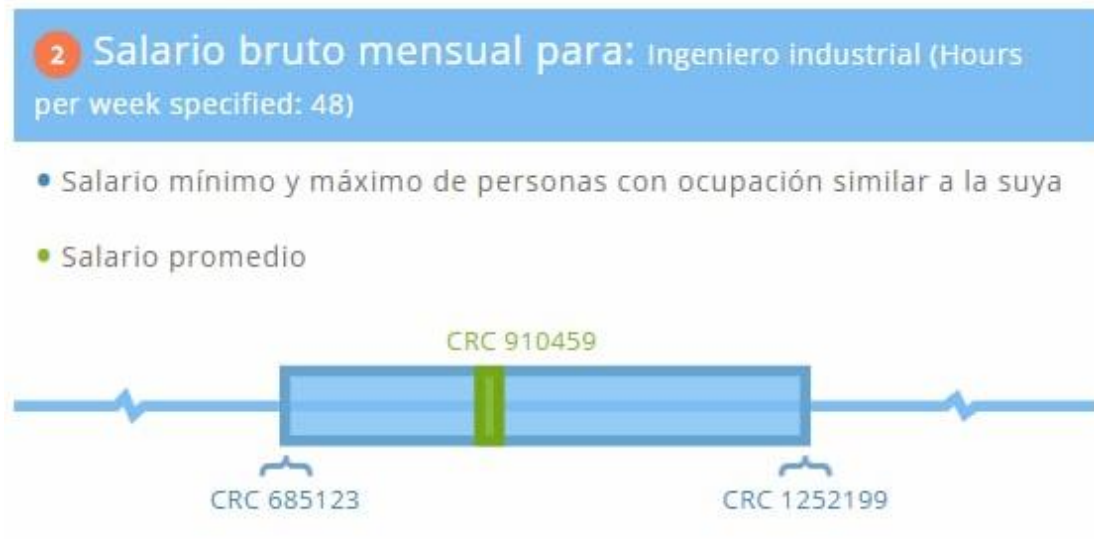 2 Salario bruto mensual para: Ingeniero industrial (Hours
per week specified: 48)
• Salario mínimo y máximo de personas con ocupación similar a la suya
• Salario promedio
CRC 910459
CRC 685123
CRC 1252199